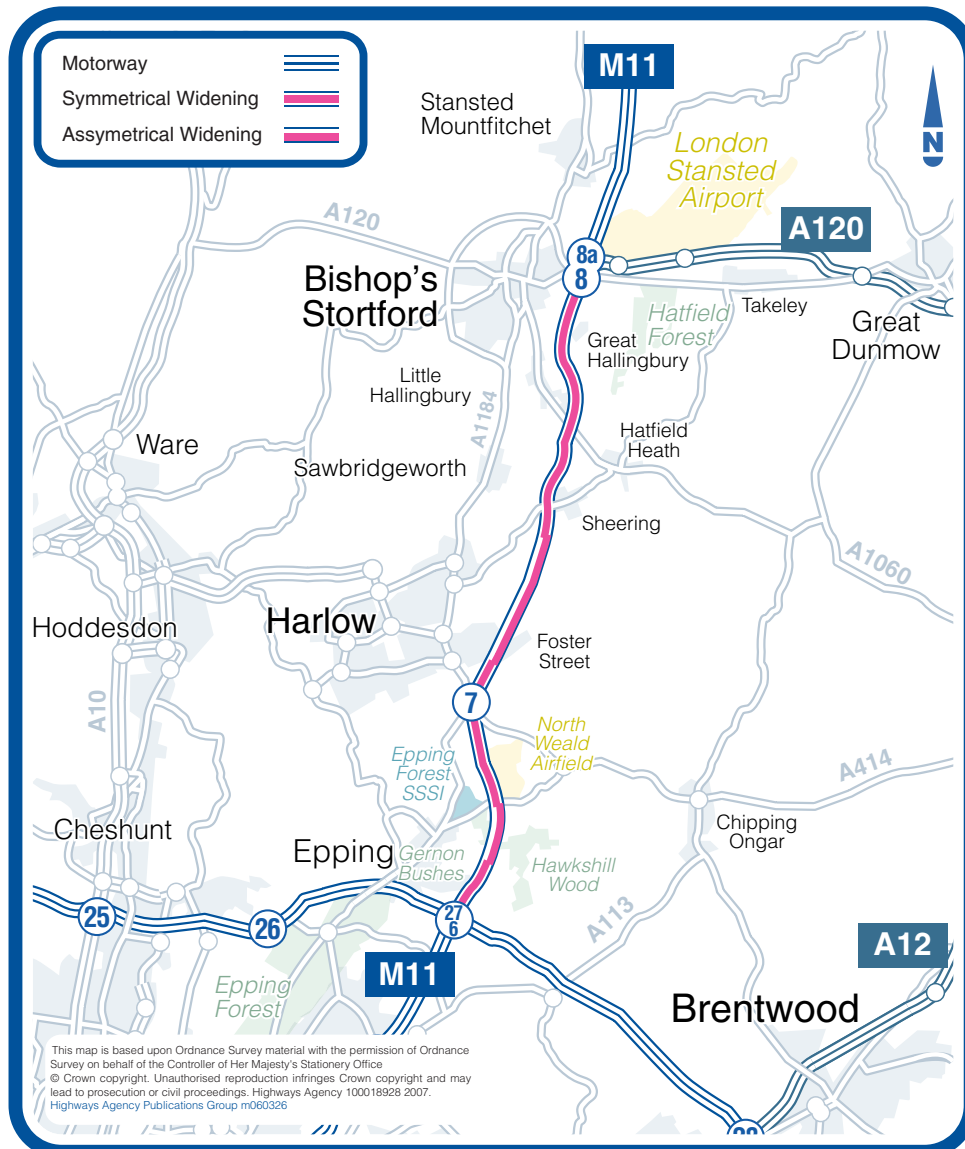 Motorway
Symmetrical Widening
Assymetrical Widening
M11
N
Stansted
Mountfitchet
London
Stansted
Airport
A120
A120
8a
8
Bishop's
Stortford
Takeley
Hatfield
Forest
Great
Dunmow
Great
Hallingbury
Little
Hallingbury
A1184
Hatfield
Heath
Ware
Sawbridgeworth
Sheering
A1060
Harlow
Hoddesdon
Foster
Street
A10
7
North
Weald
Airfield
Epping
Forest
SSSI
A414
Chipping
Ongar
Cheshunt
Epping
Gernon
Bushes
Hawkshill
Wood
25
26
27
6
A113
A12
M11
Epping
Forest
Brentwood
This map is based upon Ordnance Survey material with the permission of Ordnance
Survey on behalf of the Controller of Her Majesty's Stationery Office
© Crown copyright. Unauthorised reproduction infringes Crown copyright and may
lead to prosecution or civil proceedings. Highways Agency 100018928 2007.
Highways Agency Publications Group m060326